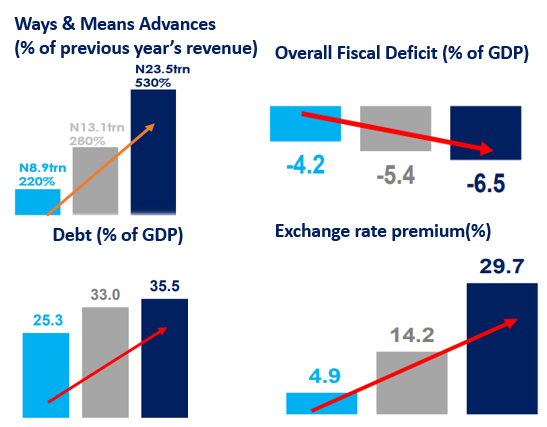 Ways & Means Advances
(% of previous year's revenue)
N8.9trn
220%
N13.1trn
280%
N23.5trn
530%
Overall Fiscal Deficit (% of GDP)
-4.2
-5.4
-6.5
Debt (% of GDP)
25.3
33.0
35.5
Exchange rate premium(%)
4.9
14.2
29.7